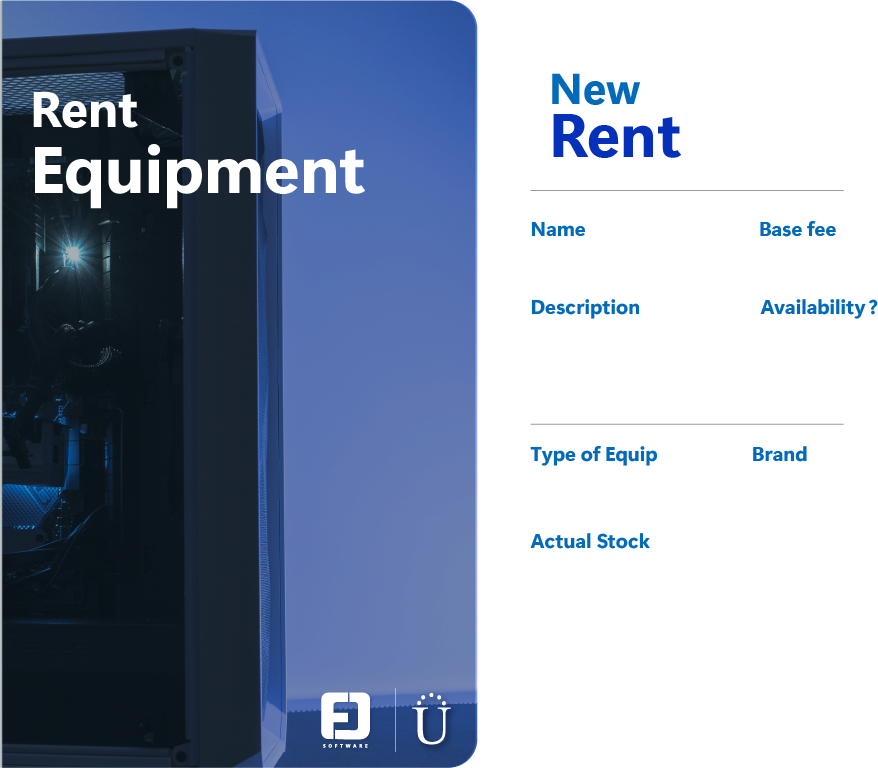 Rent
Equipment
SOFTWARE
U
New
Rent
Name
Base fee
Description
Availability ?
Type of Equip
Brand
Actual Stock